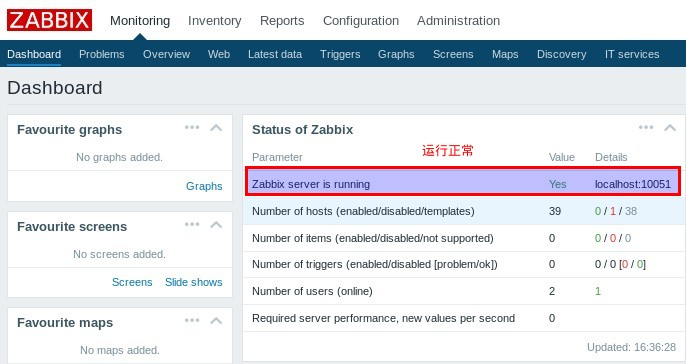 ZABBIX Monitoring Inventory Reports Configuration Administration
Dashboard Problems Overview Web Latest data Triggers Graphs Screens Maps Discovery IT services
Dashboard
Favourite graphs
No graphs added.
Graphs
Favourite screens
No screens added.
Screens Slide shows
Favourite maps
No maps added.
Status of Zabbix
运行正常
Parameter Value Details
Zabbix server is running Yes localhost:10051
Number of hosts (enabled/disabled/templates) 39 0 / 1 / 38
Number of items (enabled/disabled/not supported) 0 0 / 0 / 0
Number of triggers (enabled/disabled [problem/ok]) 0 0 / 0 [0 / 0]
Number of users (online) 2 1
Required server performance, new values per second 0
Updated: 16:36:28